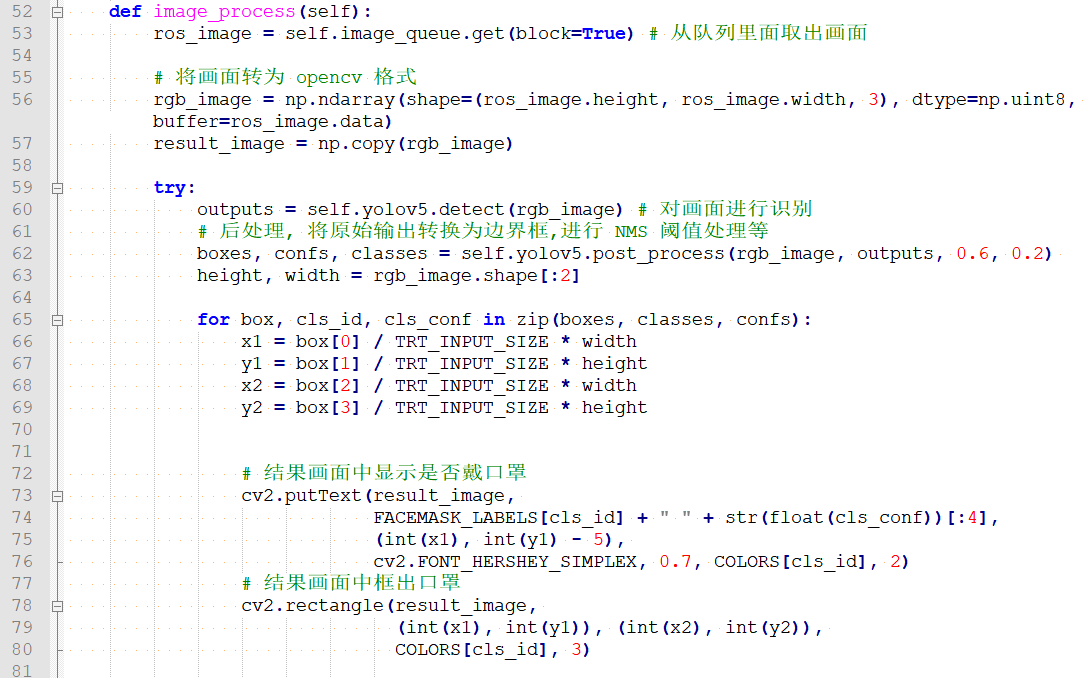 52 def image_process(self):
53 ros_image = self.image_queue.get(block=True) # 从队列里面取出画面
54
55 # 将画面转为 opencv 格式
56 rgb_image = np.ndarray(shape=(ros_image.height, ros_image.width, 3), dtype=np.uint8,
buffer=ros_image.data)
57 result_image = np.copy(rgb_image)
58
59 try:
60 outputs = self.yolov5.detect(rgb_image) # 对画面进行识别
61 # 后处理, 将原始输出转换为边界框,进行 NMS 阈值处理等
62 boxes, confs, classes = self.yolov5.post_process(rgb_image, outputs, 0.6, 0.2)
63 height, width = rgb_image.shape[:2]
64
65 for box, cls_id, cls_conf in zip(boxes, classes, confs):
66 x1 = box[0] / TRT_INPUT_SIZE * width
67 y1 = box[1] / TRT_INPUT_SIZE * height
68 x2 = box[2] / TRT_INPUT_SIZE * width
69 y2 = box[3] / TRT_INPUT_SIZE * height
70
71
72 # 结果画面中显示是否戴口罩
73 cv2.putText(result_image,
74 FACEMASK_LABELS[cls_id] + " " + str(float(cls_conf))[:4],
75 (int(x1), int(y1) - 5),
76 cv2.FONT_HERSHEY_SIMPLEX, 0.7, COLORS[cls_id], 2)
77 # 结果画面中框出口罩
78 cv2.rectangle(result_image,
79 (int(x1), int(y1)), (int(x2), int(y2)),
80 COLORS[cls_id], 3)
81